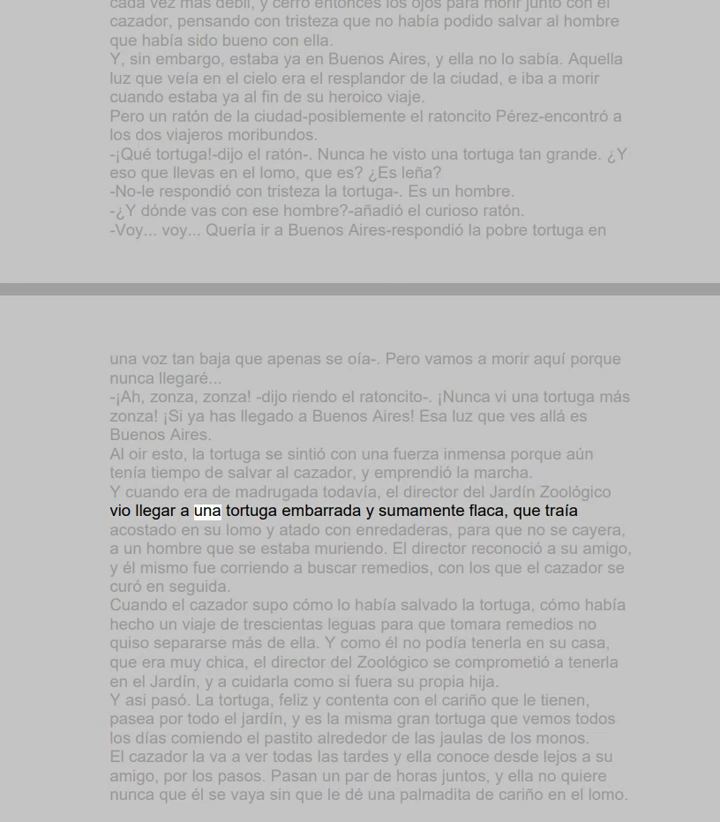 cada vez más débil, y cerró entonces los ojos para morir junto con el
cazador, pensando con tristeza que no había podido salvar al hombre
que había sido bueno con ella.
Y, sin embargo, estaba ya en Buenos Aires, y ella no lo sabía. Aquella
luz que veía en el cielo era el resplandor de la ciudad, e iba a morir
cuando estaba ya al fin de su heroico viaje.
Pero un ratón de la ciudad-posiblemente el ratoncito Pérez-encontró a
los dos viajeros moribundos.
-¡Qué tortuga!-dijo el ratón-. Nunca he visto una tortuga tan grande. ¿Y
eso que llevas en el lomo, que es? ¿Es leña?
-No-le respondió con tristeza la tortuga-. Es un hombre.
-¿Y dónde vas con ese hombre?-añadió el curioso ratón.
-Voy... voy... Quería ir a Buenos Aires-respondió la pobre tortuga en
una voz tan baja que apenas se oía-. Pero vamos a morir aquí porque
nunca llegaré...
-¡Ah, zonza, zonza! -dijo riendo el ratoncito-. ¡Nunca vi una tortuga más
zonza! ¡Si ya has llegado a Buenos Aires! Esa luz que ves allá es
Buenos Aires.
Al oir esto, la tortuga se sintió con una fuerza inmensa porque aún
tenía tiempo de salvar al cazador, y emprendió la marcha.
Y cuando era de madrugada todavía, el director del Jardín Zoológico
vio llegar a una tortuga embarrada y sumamente flaca, que traía
acostado en su lomo y atado con enredaderas, para que no se cayera,
a un hombre que se estaba muriendo. El director reconoció a su amigo,
y él mismo fue corriendo a buscar remedios, con los que el cazador se
curó en seguida.
Cuando el cazador supo cómo lo había salvado la tortuga, cómo había
hecho un viaje de trescientas leguas para que tomara remedios no
quiso separarse más de ella. Y como él no podía tenerla en su casa,
que era muy chica, el director del Zoológico se comprometió a tenerla
en el Jardín, y a cuidarla como si fuera su propia hija.
Y asi pasó. La tortuga, feliz y contenta con el cariño que le tienen,
pasea por todo el jardín, y es la misma gran tortuga que vemos todos
los días comiendo el pastito alrededor de las jaulas de los monos.
El cazador la va a ver todas las tardes y ella conoce desde lejos a su
amigo, por los pasos. Pasan un par de horas juntos, y ella no quiere
nunca que él se vaya sin que le dé una palmadita de cariño en el lomo.